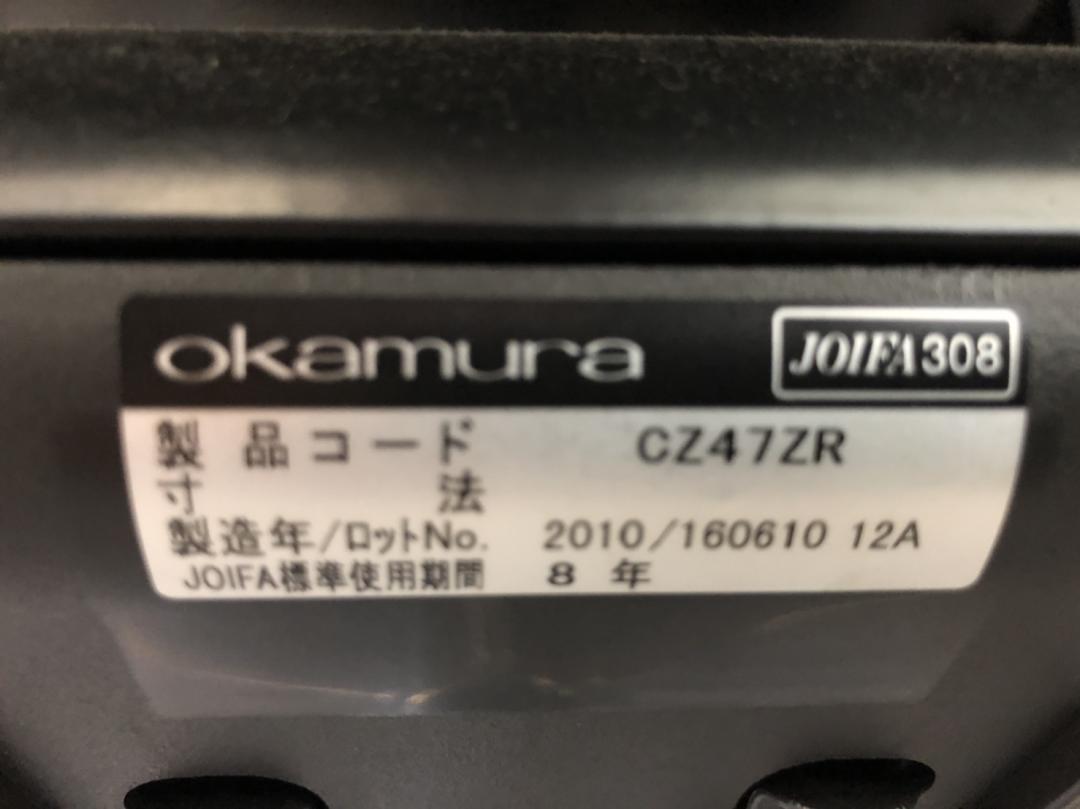 okamura JOIFA308
製品コード CZ47ZR
寸法
製造年/ロットNo. 2010/160610 12A
JOIFA標準使用期間 8 年